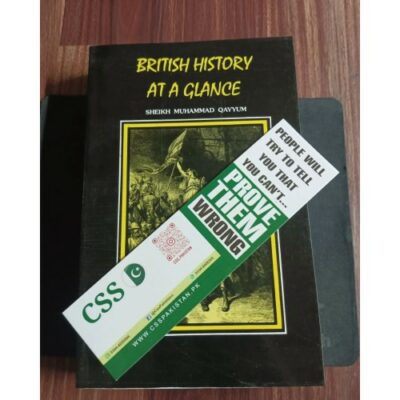 BRITISH HISTORY
AT A GLANCE
SHEIKH MUHAMMAD QAYYUM
PEOPLE WILL
TRY TO TELL
YOU THAT
YOU CAN'T...
PROVE
THEM
WRONG
CSS
WWW.CSSPAKISTAN.PK